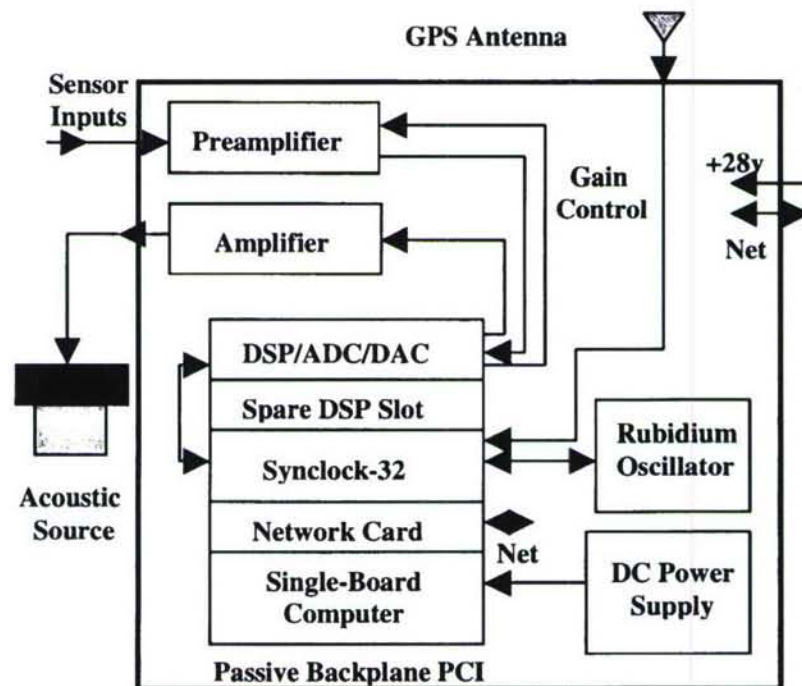 GPS Antenna
Sensor
Inputs
Preamplifier
+28v
Gain
Control
Amplifier
Net
DSP/ADC/DAC
Spare DSP Slot
Rubidium
Oscillator
Synclock-32
Acoustic
Source
Network Card
Net
Single-Board
Computer
DC Power
Supply
Passive Backplane PCI